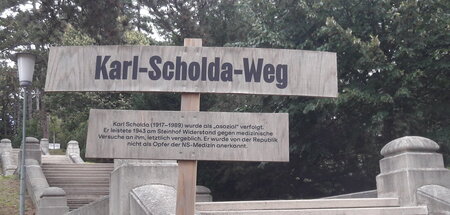 Karl-Scholda-Weg
Karl Scholda (1917–1989) wurde als „asozial“ verfolgt.
Er leistete 1943 am Steinhof Widerstand gegen medizinische
Versuche an ihm, letztlich vergeblich. Er wurde von der Republik
nicht als Opfer der NS-Medizin anerkannt.